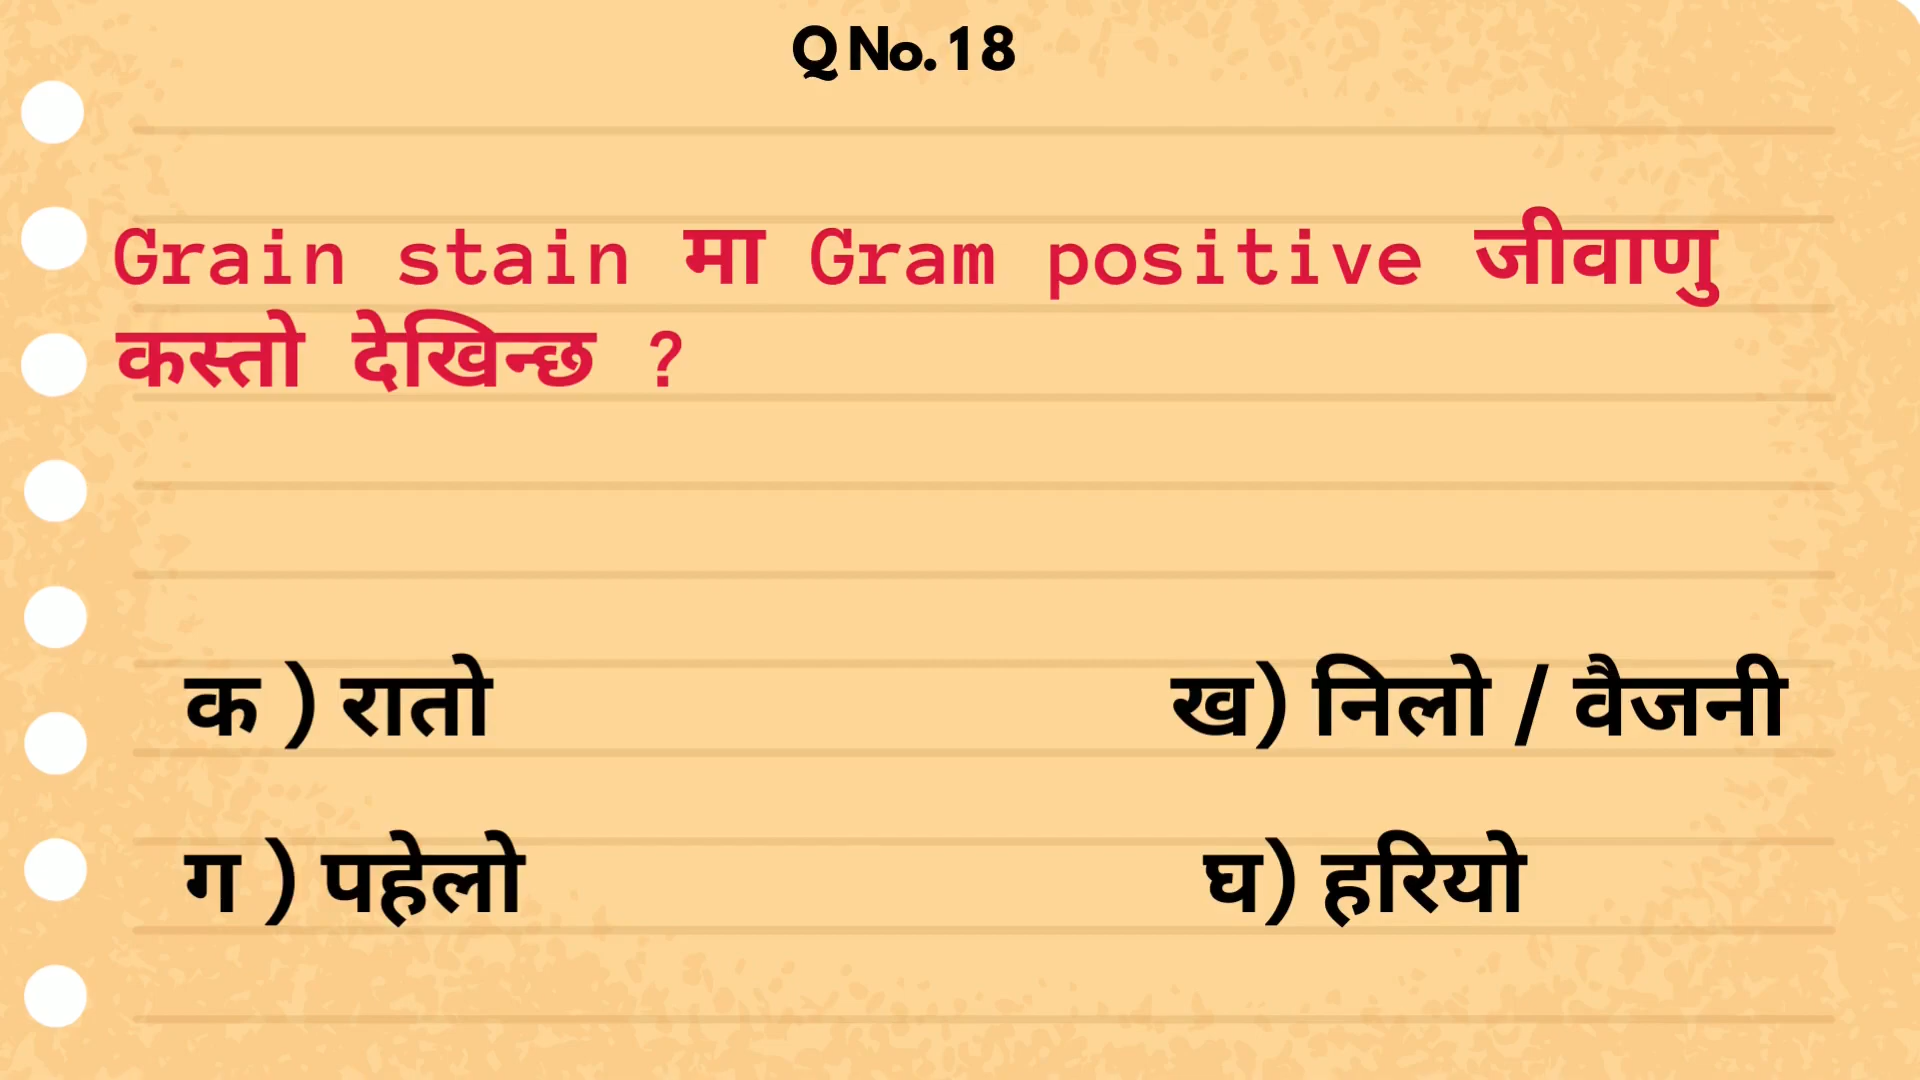 Q No. 18
Grain stain मा Gram positive जीवाणु
कस्तो देखिन्छ ?
क ) रातो
ख) निलो / वैजनी
ग ) पहेलो
घ) हरियो